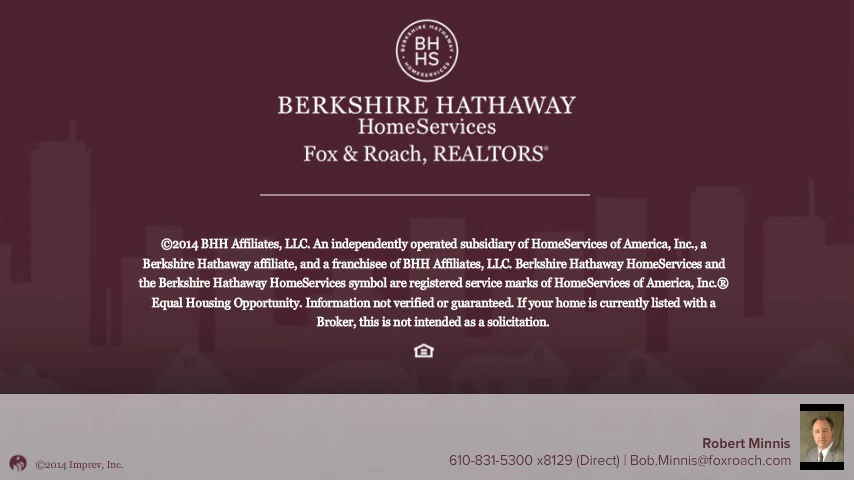 BERKSHIRE HATHAWAY
HOMESERVICES
BH
HS
BERKSHIRE HATHAWAY
HomeServices
Fox & Roach, REALTORS®
©2014 BHH Affiliates, LLC. An independently operated subsidiary of HomeServices of America, Inc., a
Berkshire Hathaway affiliate, and a franchisee of BHH Affiliates, LLC. Berkshire Hathaway HomeServices and
the Berkshire Hathaway HomeServices symbol are registered service marks of HomeServices of America, Inc.®
Equal Housing Opportunity. Information not verified or guaranteed. If your home is currently listed with a
Broker, this is not intended as a solicitation.
Robert Minnis
610-831-5300 x8129 (Direct) | Bob.Minnis@foxroach.com
©2014 Imprev, Inc.